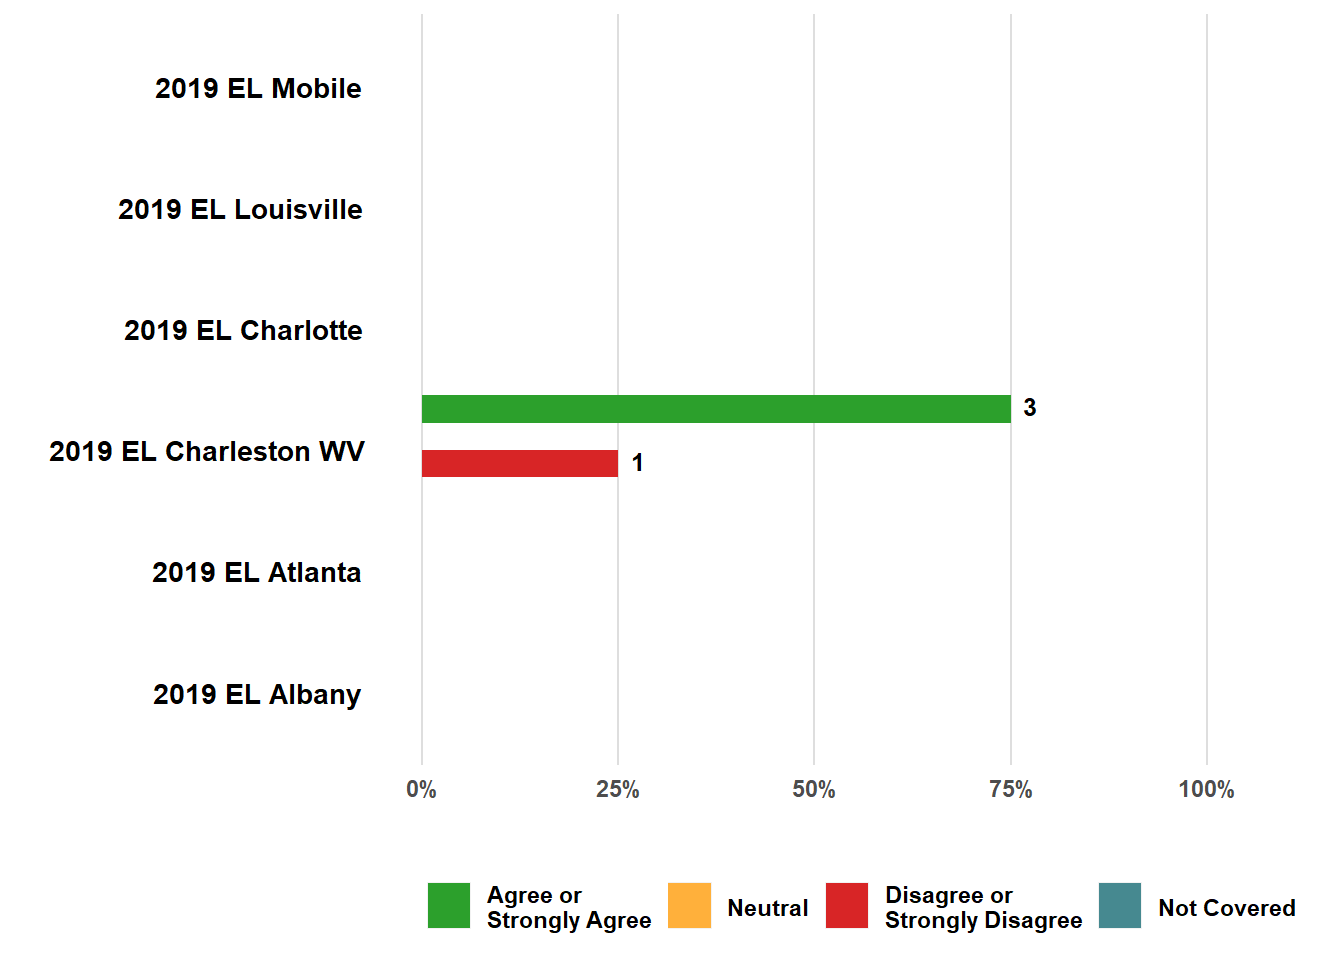 2019 EL Mobile
2019 EL Louisville
2019 EL Charlotte
3
2019 EL Charleston WV
1
2019 EL Atlanta
2019 EL Albany
0% 25% 50% 75% 100%
Agree or
Strongly Agree
Neutral
Disagree or
Strongly Disagree
Not Covered